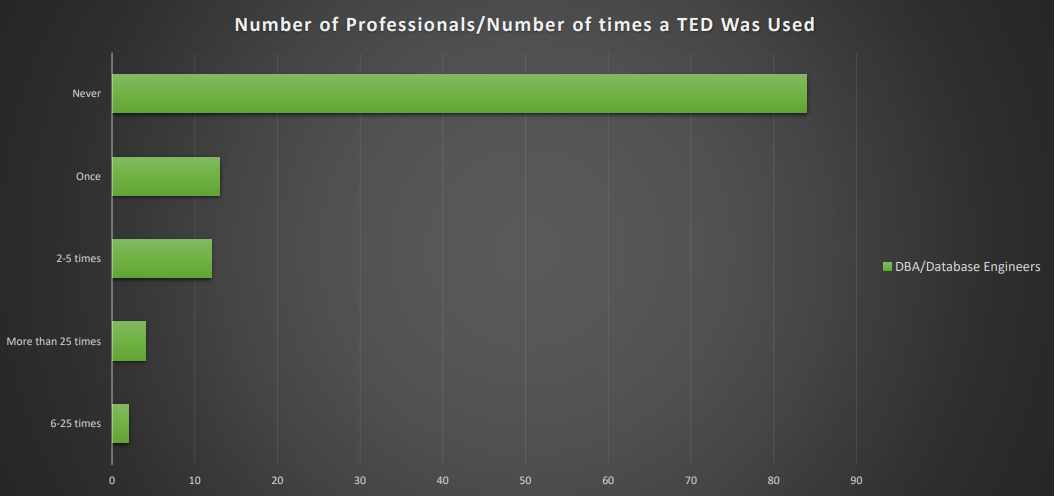 Number of Professionals/Number of times a TED Was Used
Never
Once
2-5 times
More than 25 times
6-25 times
DBA/Database Engineers
0 10 20 30 40 50 60 70 80 90